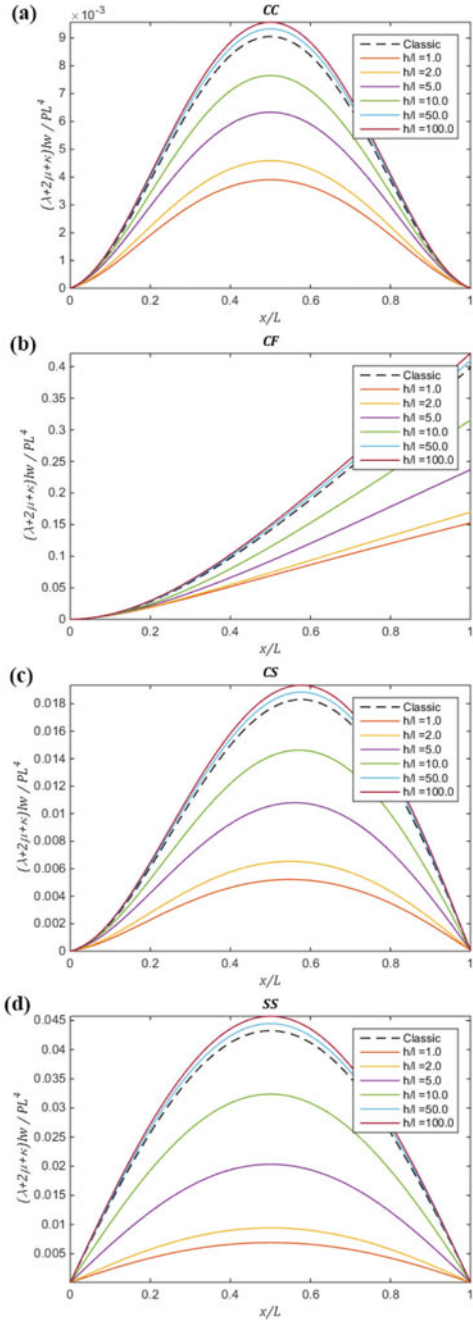 (a)
CC
×10⁻³
9
8
7
6
5
4
3
2
1
0
(λ+2μ+κ)Iw / PL⁴
Classic
h/l =1.0
h/l =2.0
h/l =5.0
h/l =10.0
h/l =50.0
h/l =100.0
0 0.2 0.4 0.6 0.8 1
x/L
(b)
CF
0.4
0.35
0.3
0.25
0.2
0.15
0.1
0.05
0
(λ+2μ+κ)Iw / PL⁴
Classic
h/l =1.0
h/l =2.0
h/l =5.0
h/l =10.0
h/l =50.0
h/l =100.0
0 0.2 0.4 0.6 0.8 1
x/L
(c)
CS
0.018
0.016
0.014
0.012
0.01
0.008
0.006
0.004
0.002
0
(λ+2μ+κ)Iw / PL⁴
Classic
h/l =1.0
h/l =2.0
h/l =5.0
h/l =10.0
h/l =50.0
h/l =100.0
0 0.2 0.4 0.6 0.8 1
x/L
(d)
SS
0.045
0.04
0.035
0.03
0.025
0.02
0.015
0.01
0.005
(λ+2μ+κ)Iw / PL⁴
Classic
h/l =1.0
h/l =2.0
h/l =5.0
h/l =10.0
h/l =50.0
h/l =100.0
0 0.2 0.4 0.6 0.8 1
x/L